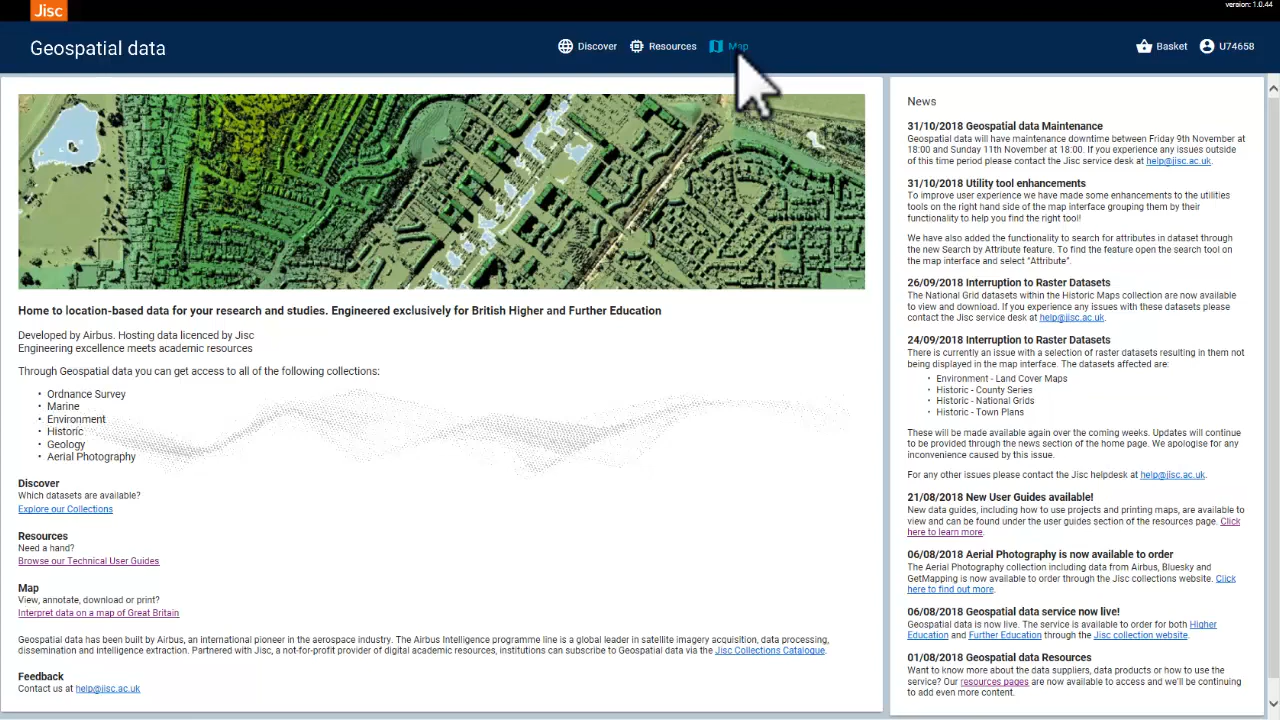 Jisc
version: 1.0.44
Geospatial data
Discover
Resources
Map
Basket
U74658
Home to location-based data for your research and studies. Engineered exclusively for British Higher and Further Education
Developed by Airbus. Hosting data licenced by Jisc
Engineering excellence meets academic resources
Through Geospatial data you can get access to all of the following collections:
• Ordnance Survey
• Marine
• Environment
• Historic
• Geology
• Aerial Photography
Discover
Which datasets are available?
Explore our Collections
Resources
Need a hand?
Browse our Technical User Guides
Map
View, annotate, download or print?
Interpret data on a map of Great Britain
Geospatial data has been built by Airbus, an international pioneer in the aerospace industry. The Airbus Intelligence programme line is a global leader in satellite imagery acquisition, data processing,
dissemination and intelligence extraction. Partnered with Jisc, a not-for-profit provider of digital academic resources, institutions can subscribe to Geospatial data via the Jisc Collections Catalogue.
Feedback
Contact us at help@jisc.ac.uk
News
31/10/2018 Geospatial data Maintenance
Geospatial data will have maintenance downtime between Friday 9th November at
18:00 and Sunday 11th November at 18:00. If you experience any issues outside
of this time period please contact the Jisc service desk at help@jisc.ac.uk.
31/10/2018 Utility tool enhancements
To improve user experience we have made some enhancements to the utilities
tools on the right hand side of the map interface grouping them by their
functionality to help you find the right tool!
We have also added the functionality to search for attributes in dataset through
the new Search by Attribute feature. To find the feature open the search tool on
the map interface and select "Attribute".
26/09/2018 Interruption to Raster Datasets
The National Grid datasets within the Historic Maps collection are now available
to view and download. If you experience any issues with these datasets please
contact the Jisc service desk at help@jisc.ac.uk.
24/09/2018 Interruption to Raster Datasets
There is currently an issue with a selection of raster datasets resulting in them not
being displayed in the map interface. The datasets affected are:
• Environment - Land Cover Maps
• Historic - County Series
• Historic - National Grids
• Historic - Town Plans
These will be made available again over the coming weeks. Updates will continue
to be provided through the news section of the home page. We apologise for any
inconvenience caused by this issue.
For any other issues please contact the Jisc helpdesk at help@jisc.ac.uk.
21/08/2018 New User Guides available!
New data guides, including how to use projects and printing maps, are available to
view and can be found under the user guides section of the resources page. Click
here to learn more.
06/08/2018 Aerial Photography is now available to order
The Aerial Photography collection including data from Airbus, Bluesky and
GetMapping is now available to order through the Jisc collections website. Click
here to find out more.
06/08/2018 Geospatial data service now live!
Geospatial data is now live. The service is available to order for both Higher
Education and Further Education through the Jisc collection website.
01/08/2018 Geospatial data Resources
Want to know more about the data suppliers, data products or how to use the
service? Our resources pages are now available to access and we'll be continuing
to add even more content.